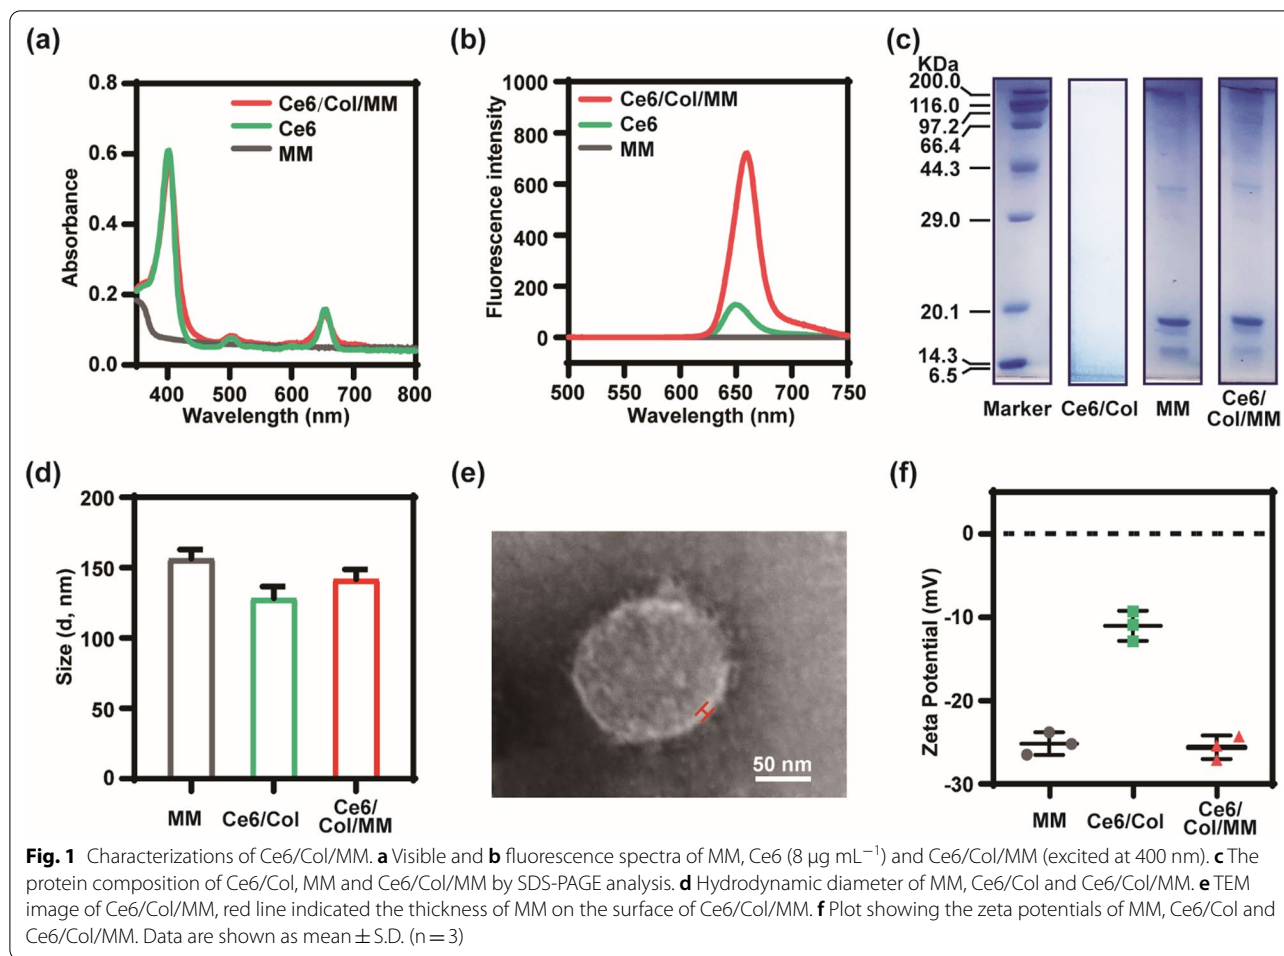 (a)
0.8
0.6
0.4
0.2
0.0
Absorbance
Ce6/Col/MM
Ce6
MM
400 500 600 700 800
Wavelength (nm)
(b)
1000
800
600
400
200
0
Fluorescence intensity
Ce6/Col/MM
Ce6
MM
500 550 600 650 700 750
Wavelength (nm)
(c)
KDa
200.0
116.0
97.2
66.4
44.3
29.0
20.1
14.3
6.5
Marker Ce6/Col MM Ce6/
Col/MM
(d)
200
150
100
50
0
Size (d, nm)
MM Ce6/Col Ce6/
Col/MM
(e)
50 nm
(f)
0
-10
-20
-30
Zeta Potential (mV)
MM Ce6/Col Ce6/
Col/MM
Fig. 1 Characterizations of Ce6/Col/MM. a Visible and b fluorescence spectra of MM, Ce6 (8 µg mL⁻¹) and Ce6/Col/MM (excited at 400 nm). c The
protein composition of Ce6/Col, MM and Ce6/Col/MM by SDS-PAGE analysis. d Hydrodynamic diameter of MM, Ce6/Col and Ce6/Col/MM. e TEM
image of Ce6/Col/MM, red line indicated the thickness of MM on the surface of Ce6/Col/MM. f Plot showing the zeta potentials of MM, Ce6/Col and
Ce6/Col/MM. Data are shown as mean ± S.D. (n = 3)